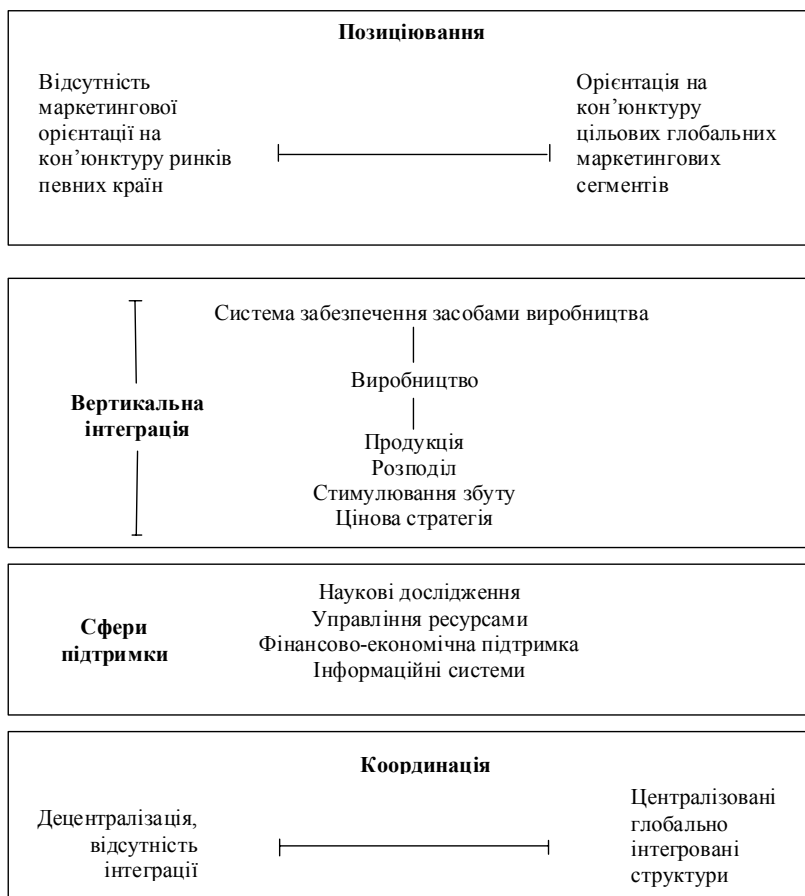 Позиціювання
Відсутність
маркетингової
орієнтації на
кон’юнктуру ринків
певних країн
Орієнтація на
кон’юнктуру
цільових глобальних
маркетингових
сегментів
Система забезпечення засобами виробництва
Виробництво
Вертикальна
інтеграція
Продукція
Розподіл
Стимулювання збуту
Цінова стратегія
Сфери
підтримки
Наукові дослідження
Управління ресурсами
Фінансово-економічна підтримка
Інформаційні системи
Координація
Децентралізація,
відсутність
інтеграції
Централізовані
глобально
інтегровані
структури